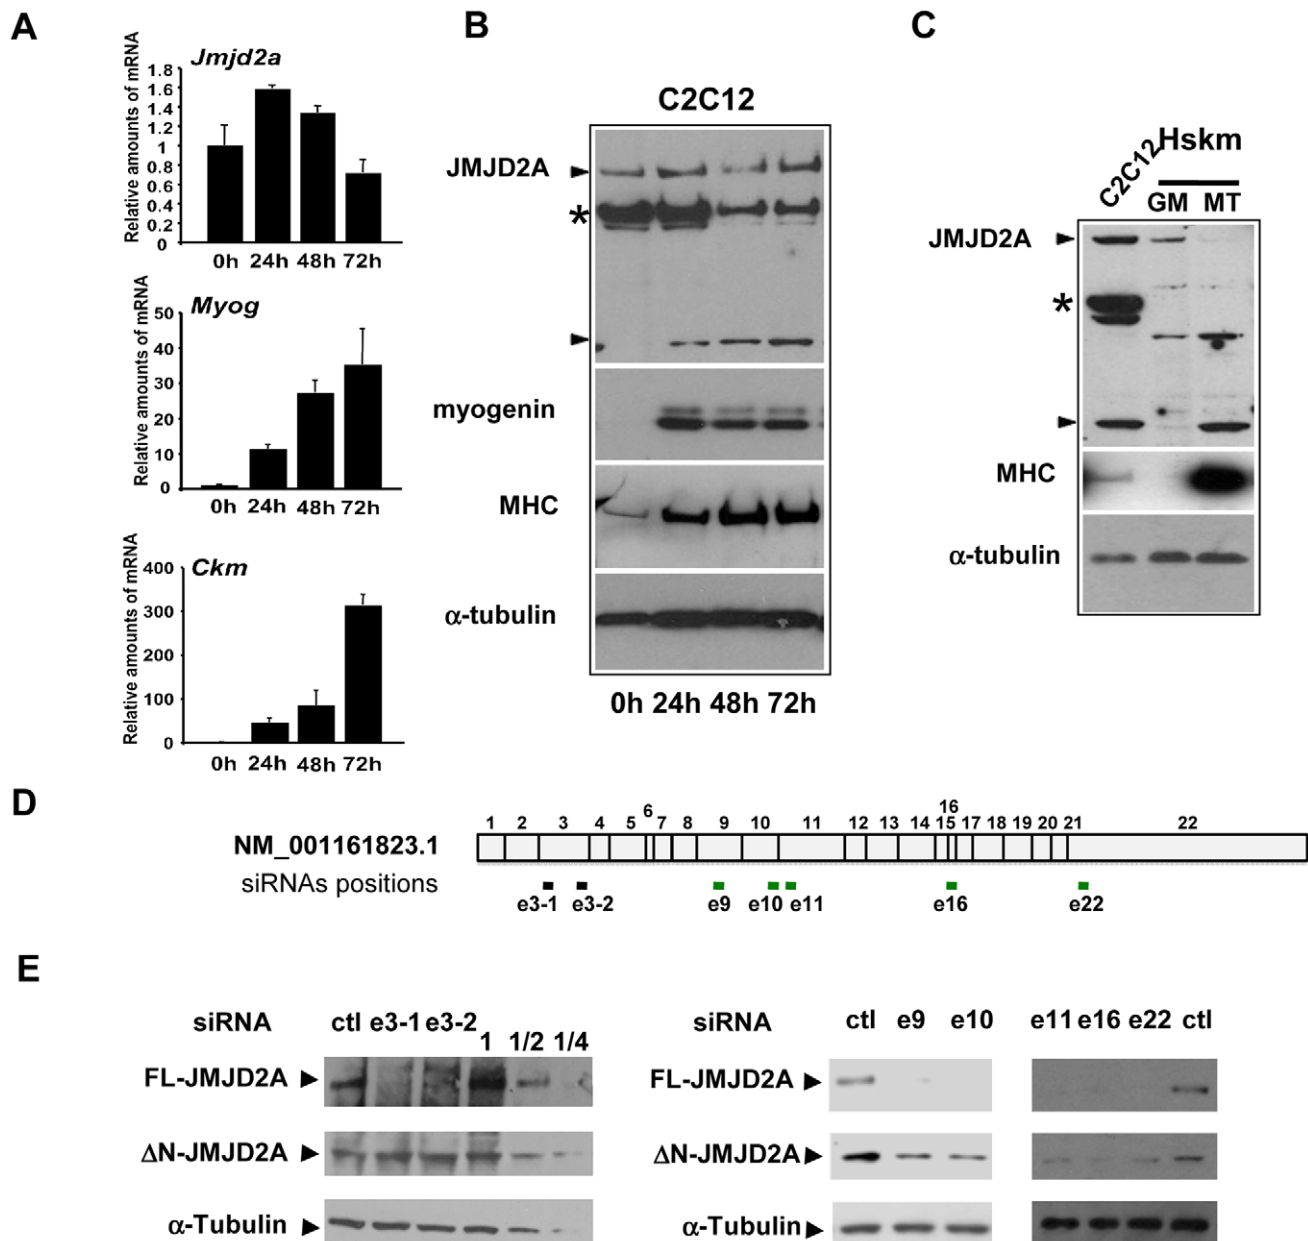 A
Jmjd2a
Relative amounts of mRNA
1.8
1.6
1.4
1.2
1
0.8
0.6
0.4
0.2
0
0h 24h 48h 72h
Myog
Relative amounts of mRNA
50
40
30
20
10
0
0h 24h 48h 72h
Ckm
Relative amounts of mRNA
400
300
200
100
0
0h 24h 48h 72h
B
C2C12
JMJD2A
*
myogenin
MHC
α-tubulin
0h 24h 48h 72h
C
C2C12
Hskm
GM MT
JMJD2A
*
MHC
α-tubulin
D
NM_001161823.1
1 2 3 4 5 6 7 8 9 10 11 12 13 14 15 16 17 18 19 20 21 22
siRNAs positions
e3-1 e3-2 e9 e10 e11 e16 e22
E
siRNA ctl e3-1 e3-2 1 1/2 1/4
FL-JMJD2A
ΔN-JMJD2A
α-Tubulin
siRNA ctl e9 e10 e11 e16 e22 ctl
FL-JMJD2A
ΔN-JMJD2A
α-Tubulin